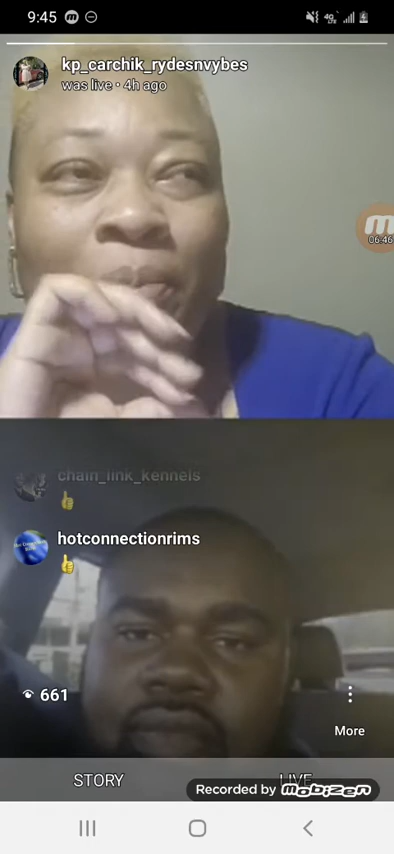 9:45
kp_carchik_rydesnvybes
was live • 4h ago
06:46
chain_link_kennels
👍
hotconnectionrims
👍
661
More
STORY
LIVE
Recorded by mobizen